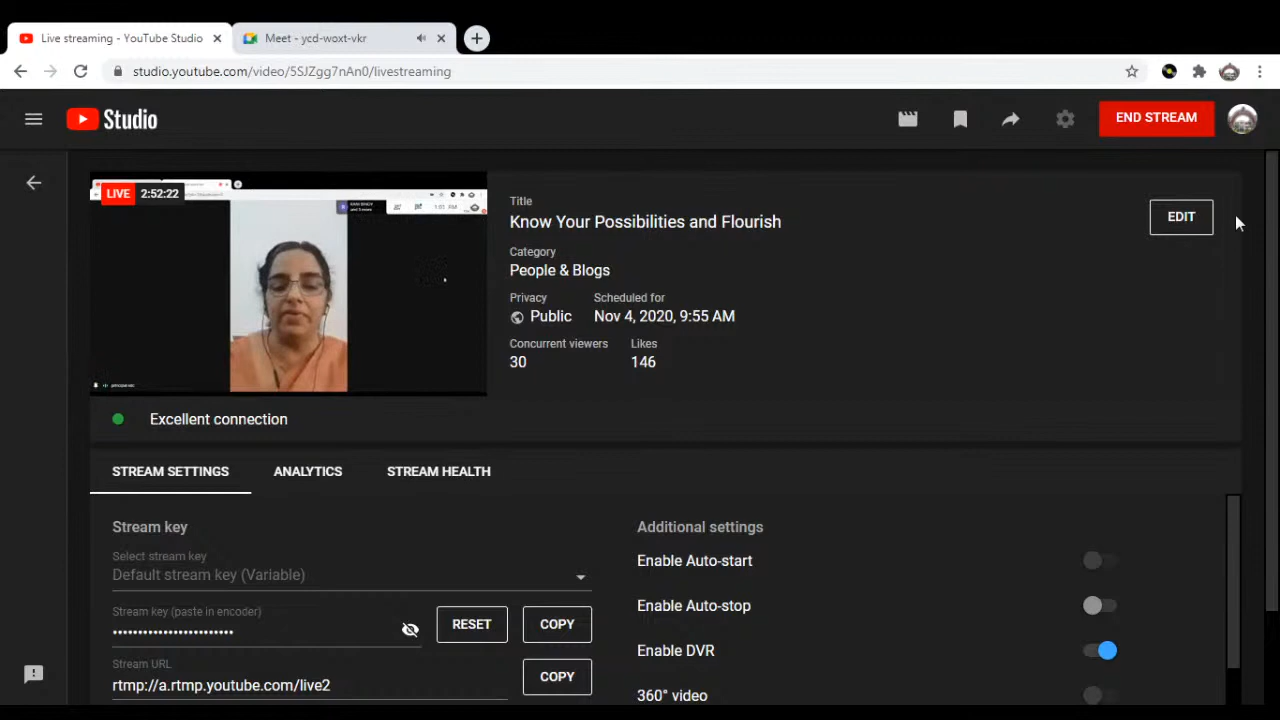 Live streaming - YouTube Studio
Meet - ycd-woxt-vkr
studio.youtube.com/video/5SJZgg7nAn0/livestreaming
Studio
END STREAM
LIVE 2:52:22
Title
Know Your Possibilities and Flourish
EDIT
Category
People & Blogs
Privacy Scheduled for
Public Nov 4, 2020, 9:55 AM
Concurrent viewers Likes
30 146
Excellent connection
STREAM SETTINGS ANALYTICS STREAM HEALTH
Stream key
Additional settings
Select stream key
Default stream key (Variable)
Enable Auto-start
Stream key (paste in encoder)
••••••••••••••••••••••••
RESET COPY
Enable Auto-stop
Stream URL
rtmp://a.rtmp.youtube.com/live2
COPY
Enable DVR
360° video